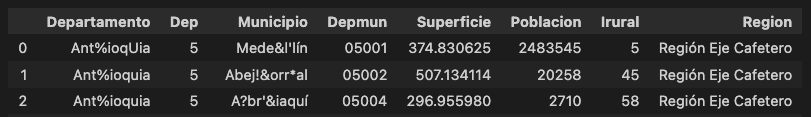 Departamento Dep Municipio Depmun Superficie Poblacion Irural Region
0 Ant%ioqUia 5 Mede&l'lín 05001 374.830625 2483545 5 Región Eje Cafetero
1 Ant%ioquia 5 Abej!&orr*al 05002 507.134114 20258 45 Región Eje Cafetero
2 Ant%ioquia 5 A?br'&iaquí 05004 296.955980 2710 58 Región Eje Cafetero